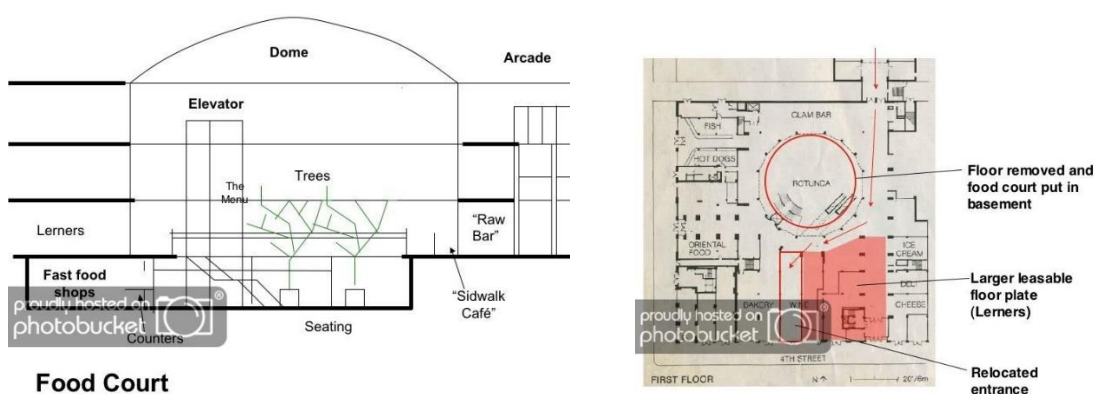 Dome
Arcade
Elevator
The
Menu
Trees
Lerners
"Raw
Bar"
Fast food
shops
proudly hosted on
photobucket
Counters
Seating
"Sidwalk
Café"
Food Court
CLAM BAR
FISH
HOT DOGS
ROTUNDA
ORIENTAL
FOOD
ICE
CREAM
DELI
BAKERY
WINE
CHEESE
proudly hosted on
photobucket
4TH STREET
FIRST FLOOR
N
20'/6m
Floor removed and
food court put in
basement
Larger leasable
floor plate
(Lerners)
Relocated
entrance